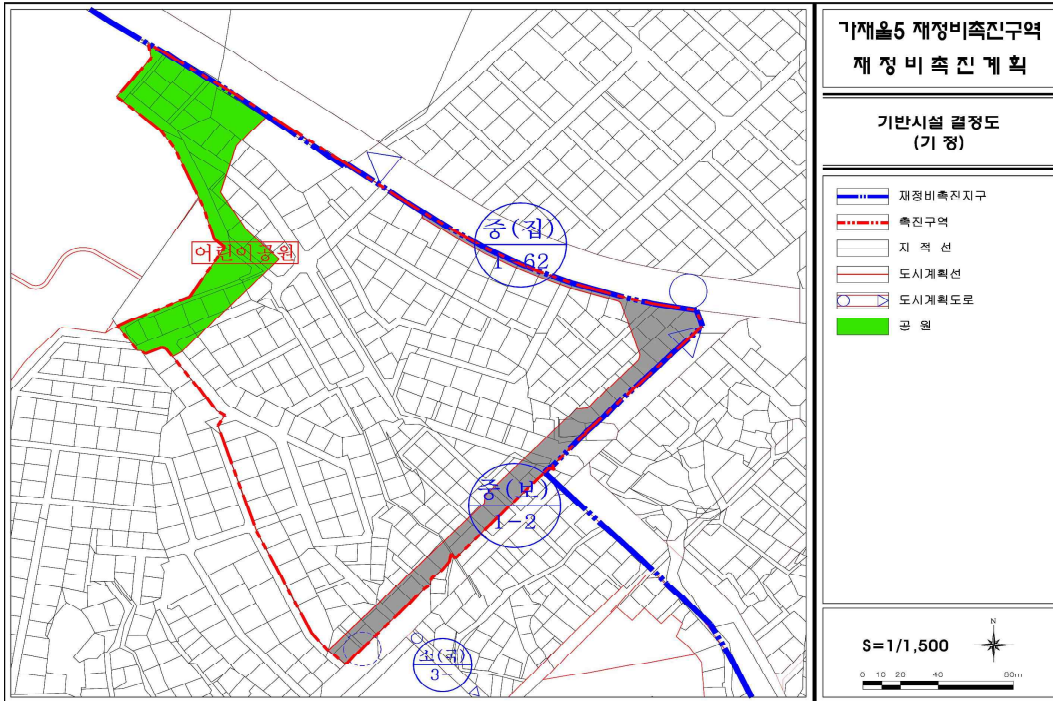 가재울5 재정비촉진구역
재 정 비 촉 진 계 획
기반시설 결정도
(기 정)
재정비촉진지구
촉진구역
지 적 선
도시계획선
도시계획도로
공 원
S=1/1,500
N
0 10 20 40 80m
어린이공원
중(집)
1-62
중(보)
1-2
3-